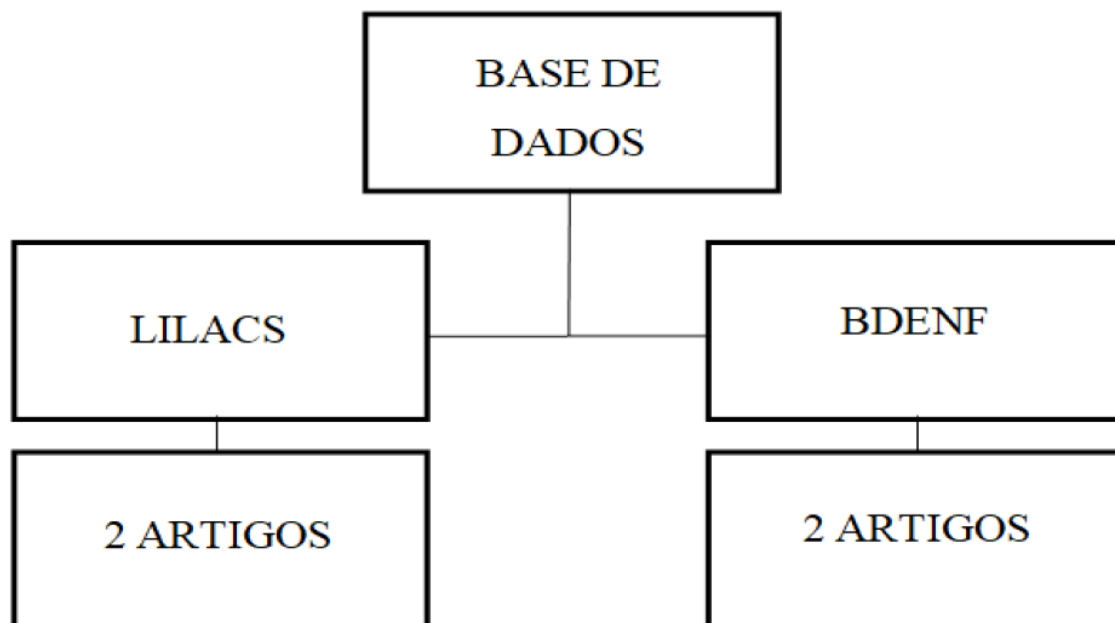 BASE DE
DADOS
LILACS
BDENF
2 ARTIGOS
2 ARTIGOS